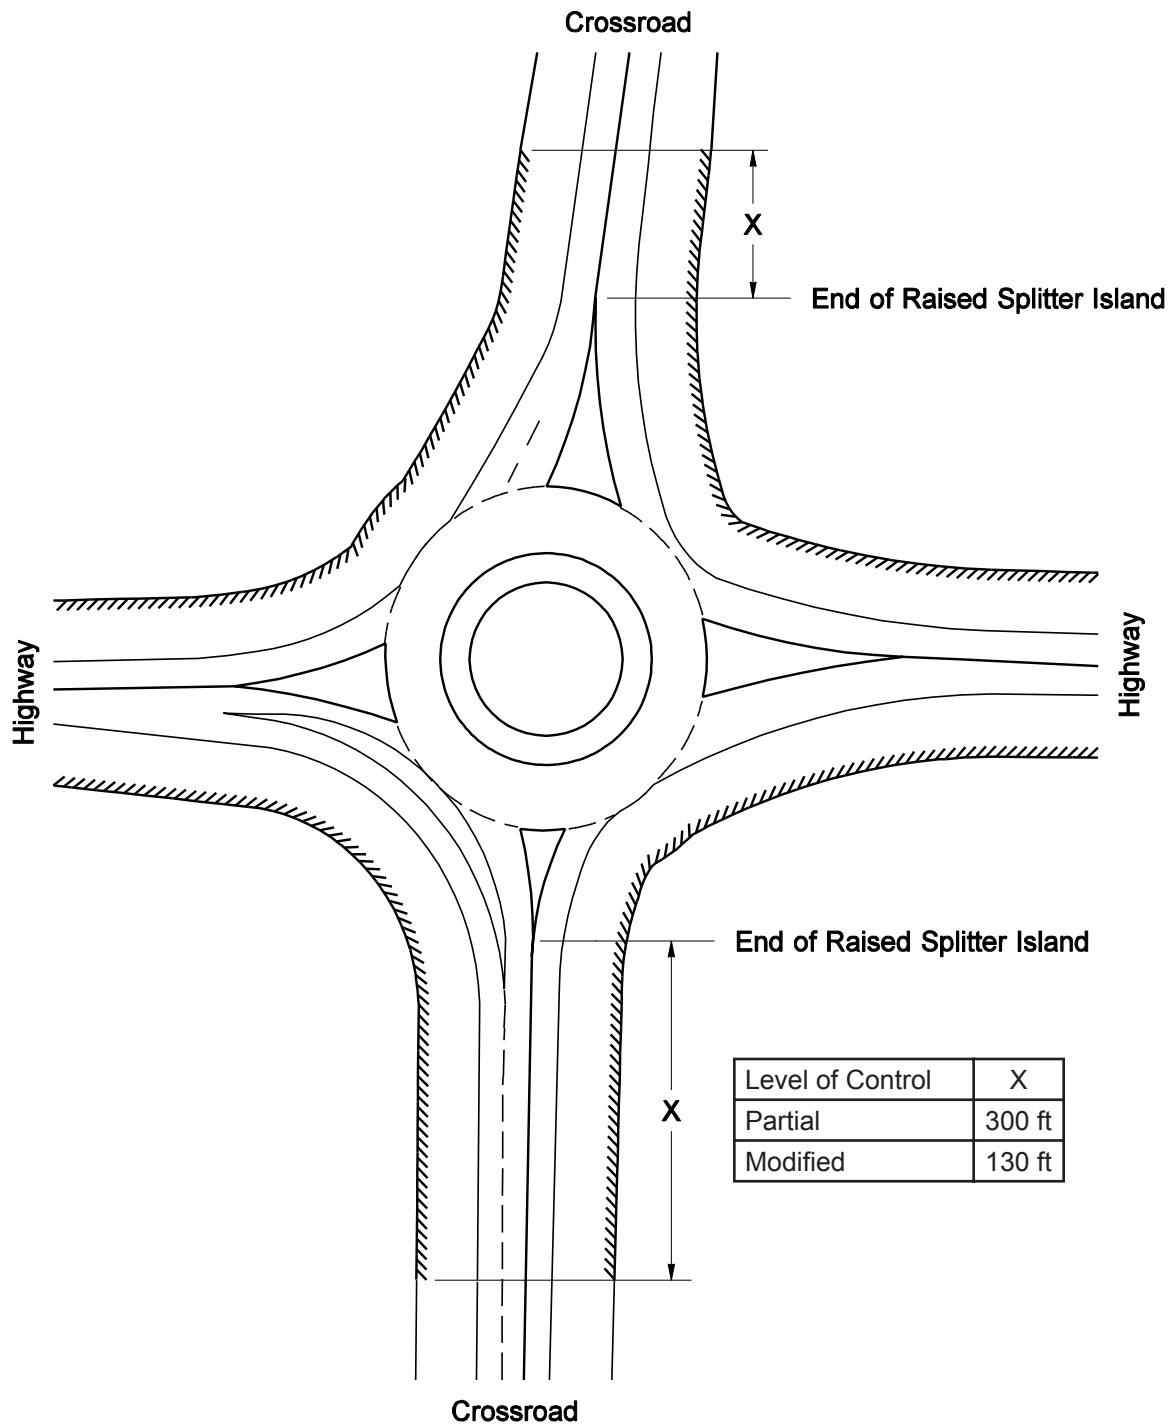 Crossroad
X
End of Raised Splitter Island
Highway
Highway
End of Raised Splitter Island
Level of Control X
Partial 300 ft
Modified 130 ft
X
Crossroad